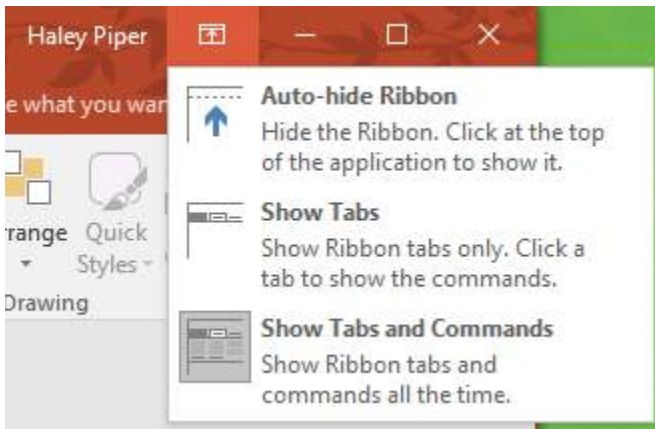 Haley Piper
e what you wan
Auto-hide Ribbon
Hide the Ribbon. Click at the top
of the application to show it.
Show Tabs
Show Ribbon tabs only. Click a
tab to show the commands.
Show Tabs and Commands
Show Ribbon tabs and
commands all the time.
range
Quick
Styles
Drawing